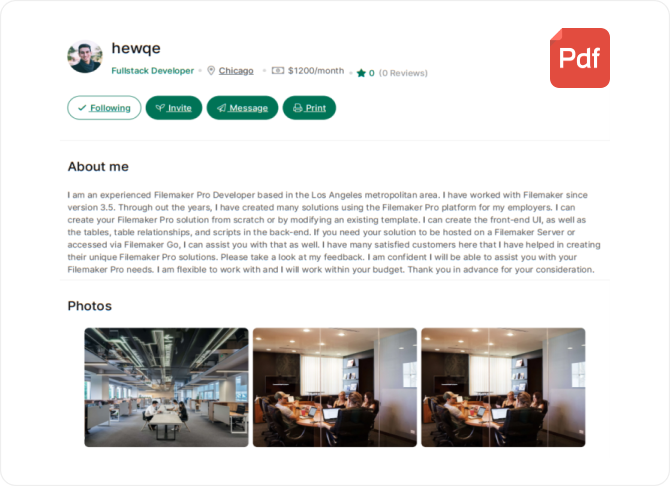 hewqe
Pdf
Fullstack Developer Chicago $1200/month 0 (0 Reviews)
Following Invite Message Print
About me
I am an experienced Filemaker Pro Developer based in the Los Angeles metropolitan area. I have worked with Filemaker since
version 3.5. Through out the years, I have created many solutions using the Filemaker Pro platform for my employers. I can
create your Filemaker Pro solution from scratch or by modifying an existing template. I can create the front-end UI, as well as
the tables, table relationships, and scripts in the back-end. If you need your solution to be hosted on a Filemaker Server or
accessed via Filemaker Go, I can assist you with that as well. I have many satisfied customers here that I have helped in creating
their unique Filemaker Pro solutions. Please take a look at my feedback. I am confident I will be able to assist you with your
Filemaker Pro needs. I am flexible to work with and I will work within your budget. Thank you in advance for your consideration.
Photos